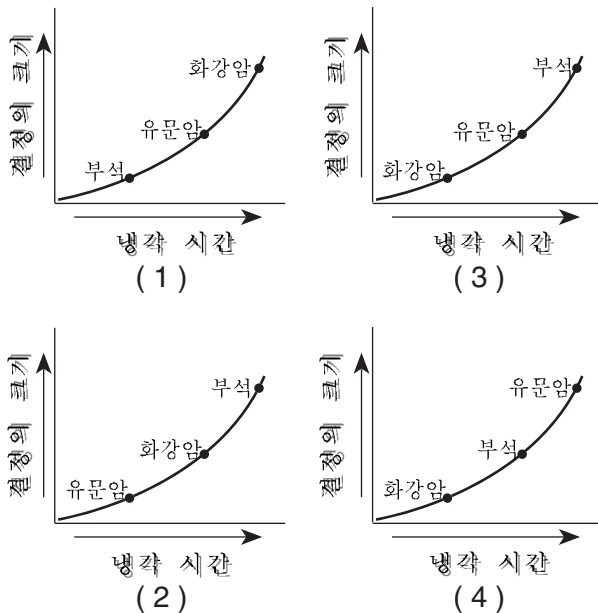 결정의 크기
화강암
유문암
부석
냉각 시간
( 1 )
결정의 크기
부석
유문암
화강암
냉각 시간
( 3 )
결정의 크기
부석
화강암
유문암
냉각 시간
( 2 )
결정의 크기
유문암
부석
화강암
냉각 시간
( 4 )